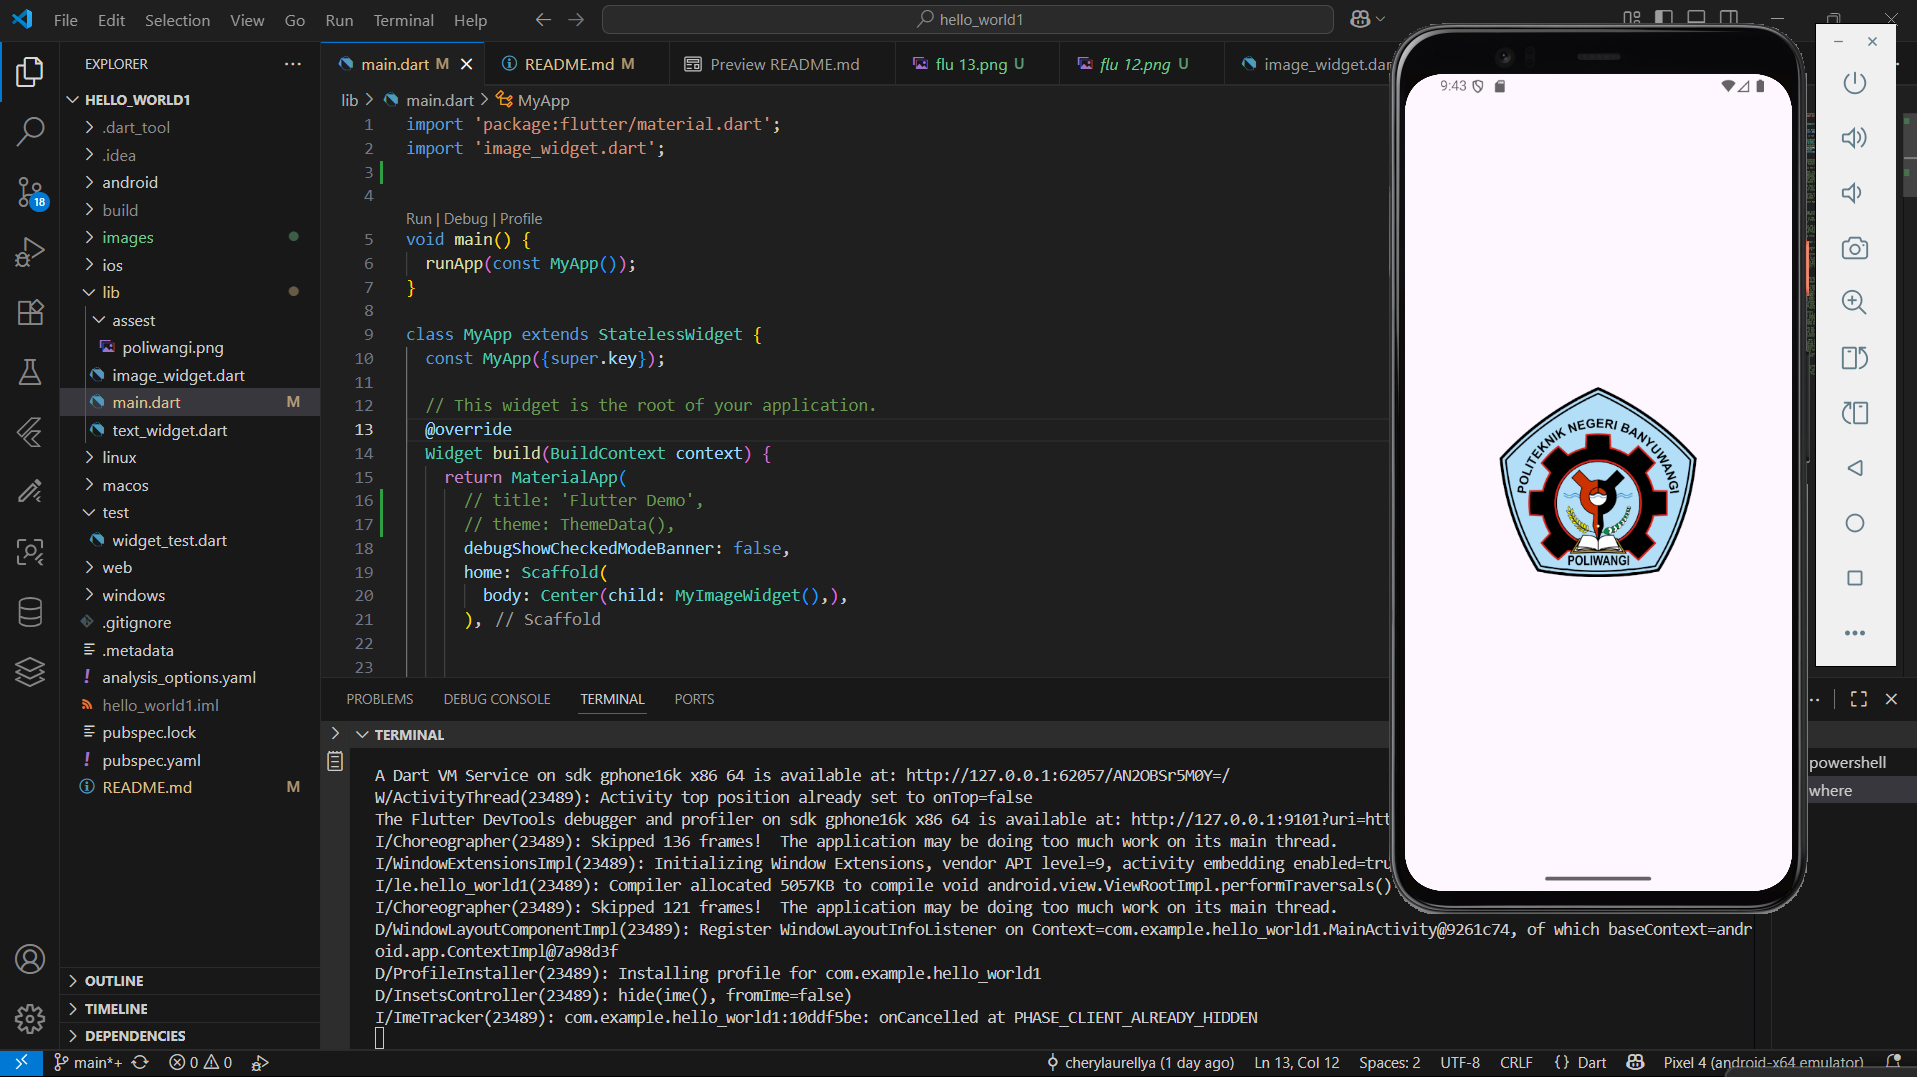 File Edit Selection View Go Run Terminal Help
hello_world1
EXPLORER
HELLO_WORLD1
.dart_tool
.idea
android
build
images
ios
lib
assest
poliwangi.png
image_widget.dart
main.dart M
text_widget.dart
linux
macos
test
widget_test.dart
web
windows
.gitignore
.metadata
analysis_options.yaml
hello_world1.iml
pubspec.lock
pubspec.yaml
README.md M
OUTLINE
TIMELINE
DEPENDENCIES
18
main.dart M
README.md M
Preview README.md
flu 13.png U
flu 12.png U
image_widget.dar
lib > main.dart > MyApp
1 import 'package:flutter/material.dart';
2 import 'image_widget.dart';
3
4
Run | Debug | Profile
5 void main() {
6 runApp(const MyApp());
7 }
8
9 class MyApp extends StatelessWidget {
10 const MyApp({super.key});
11
12 // This widget is the root of your application.
13 @override
14 Widget build(BuildContext context) {
15 return MaterialApp(
16 // title: 'Flutter Demo',
17 // theme: ThemeData(),
18 debugShowCheckedModeBanner: false,
19 home: Scaffold(
20 body: Center(child: MyImageWidget(),),
21 ), // Scaffold
22
23
PROBLEMS DEBUG CONSOLE TERMINAL PORTS
TERMINAL
A Dart VM Service on sdk gphone16k x86 64 is available at: http://127.0.0.1:62057/AN2OBSr5M0Y=/
W/ActivityThread(23489): Activity top position already set to onTop=false
The Flutter DevTools debugger and profiler on sdk gphone16k x86 64 is available at: http://127.0.0.1:9101?uri=htt
I/Choreographer(23489): Skipped 136 frames!  The application may be doing too much work on its main thread.
I/WindowExtensionsImpl(23489): Initializing Window Extensions, vendor API level=9, activity embedding enabled=tru
I/le.hello_world1(23489): Compiler allocated 5057KB to compile void android.view.ViewRootImpl.performTraversals()
I/Choreographer(23489): Skipped 121 frames!  The application may be doing too much work on its main thread.
D/WindowLayoutComponentImpl(23489): Register WindowLayoutInfoListener on Context=com.example.hello_world1.MainActivity@9261c74, of which baseContext=andr
oid.app.ContextImpl@7a98d3f
D/ProfileInstaller(23489): Installing profile for com.example.hello_world1
D/InsetsController(23489): hide(ime(), fromIme=false)
I/ImeTracker(23489): com.example.hello_world1:10ddf5be: onCancelled at PHASE_CLIENT_ALREADY_HIDDEN
powershell
where
9:43
POLITEKNIK NEGERI BANYUWANGI
POLIWANGI
main*+ 0 0 cherylaurellya (1 day ago) Ln 13, Col 12 Spaces: 2 UTF-8 CRLF {} Dart Pixel 4 (android-x64 emulator)